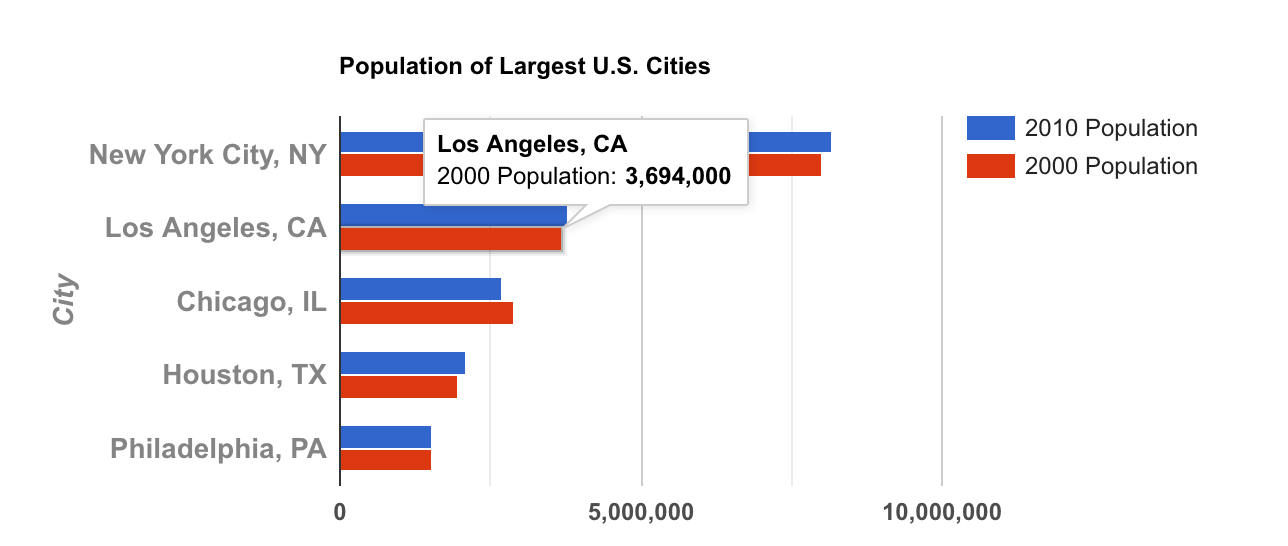 Population of Largest U.S. Cities
2010 Population
2000 Population
Los Angeles, CA
2000 Population: 3,694,000
City
New York City, NY
Los Angeles, CA
Chicago, IL
Houston, TX
Philadelphia, PA
0
5,000,000
10,000,000